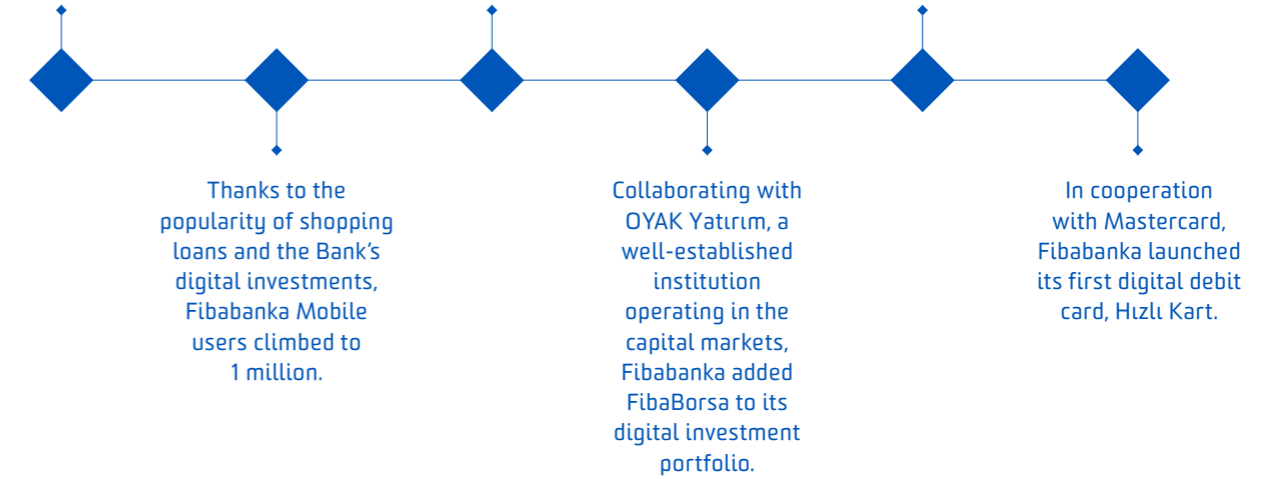 Thanks to the
popularity of shopping
loans and the Bank's
digital investments,
Fibabanka Mobile
users climbed to
1 million.
Collaborating with
OYAK Yatırım, a
well-established
institution
operating in the
capital markets,
Fibabanka added
FibaBorsa to its
digital investment
portfolio.
In cooperation
with Mastercard,
Fibabanka launched
its first digital debit
card, Hızlı Kart.